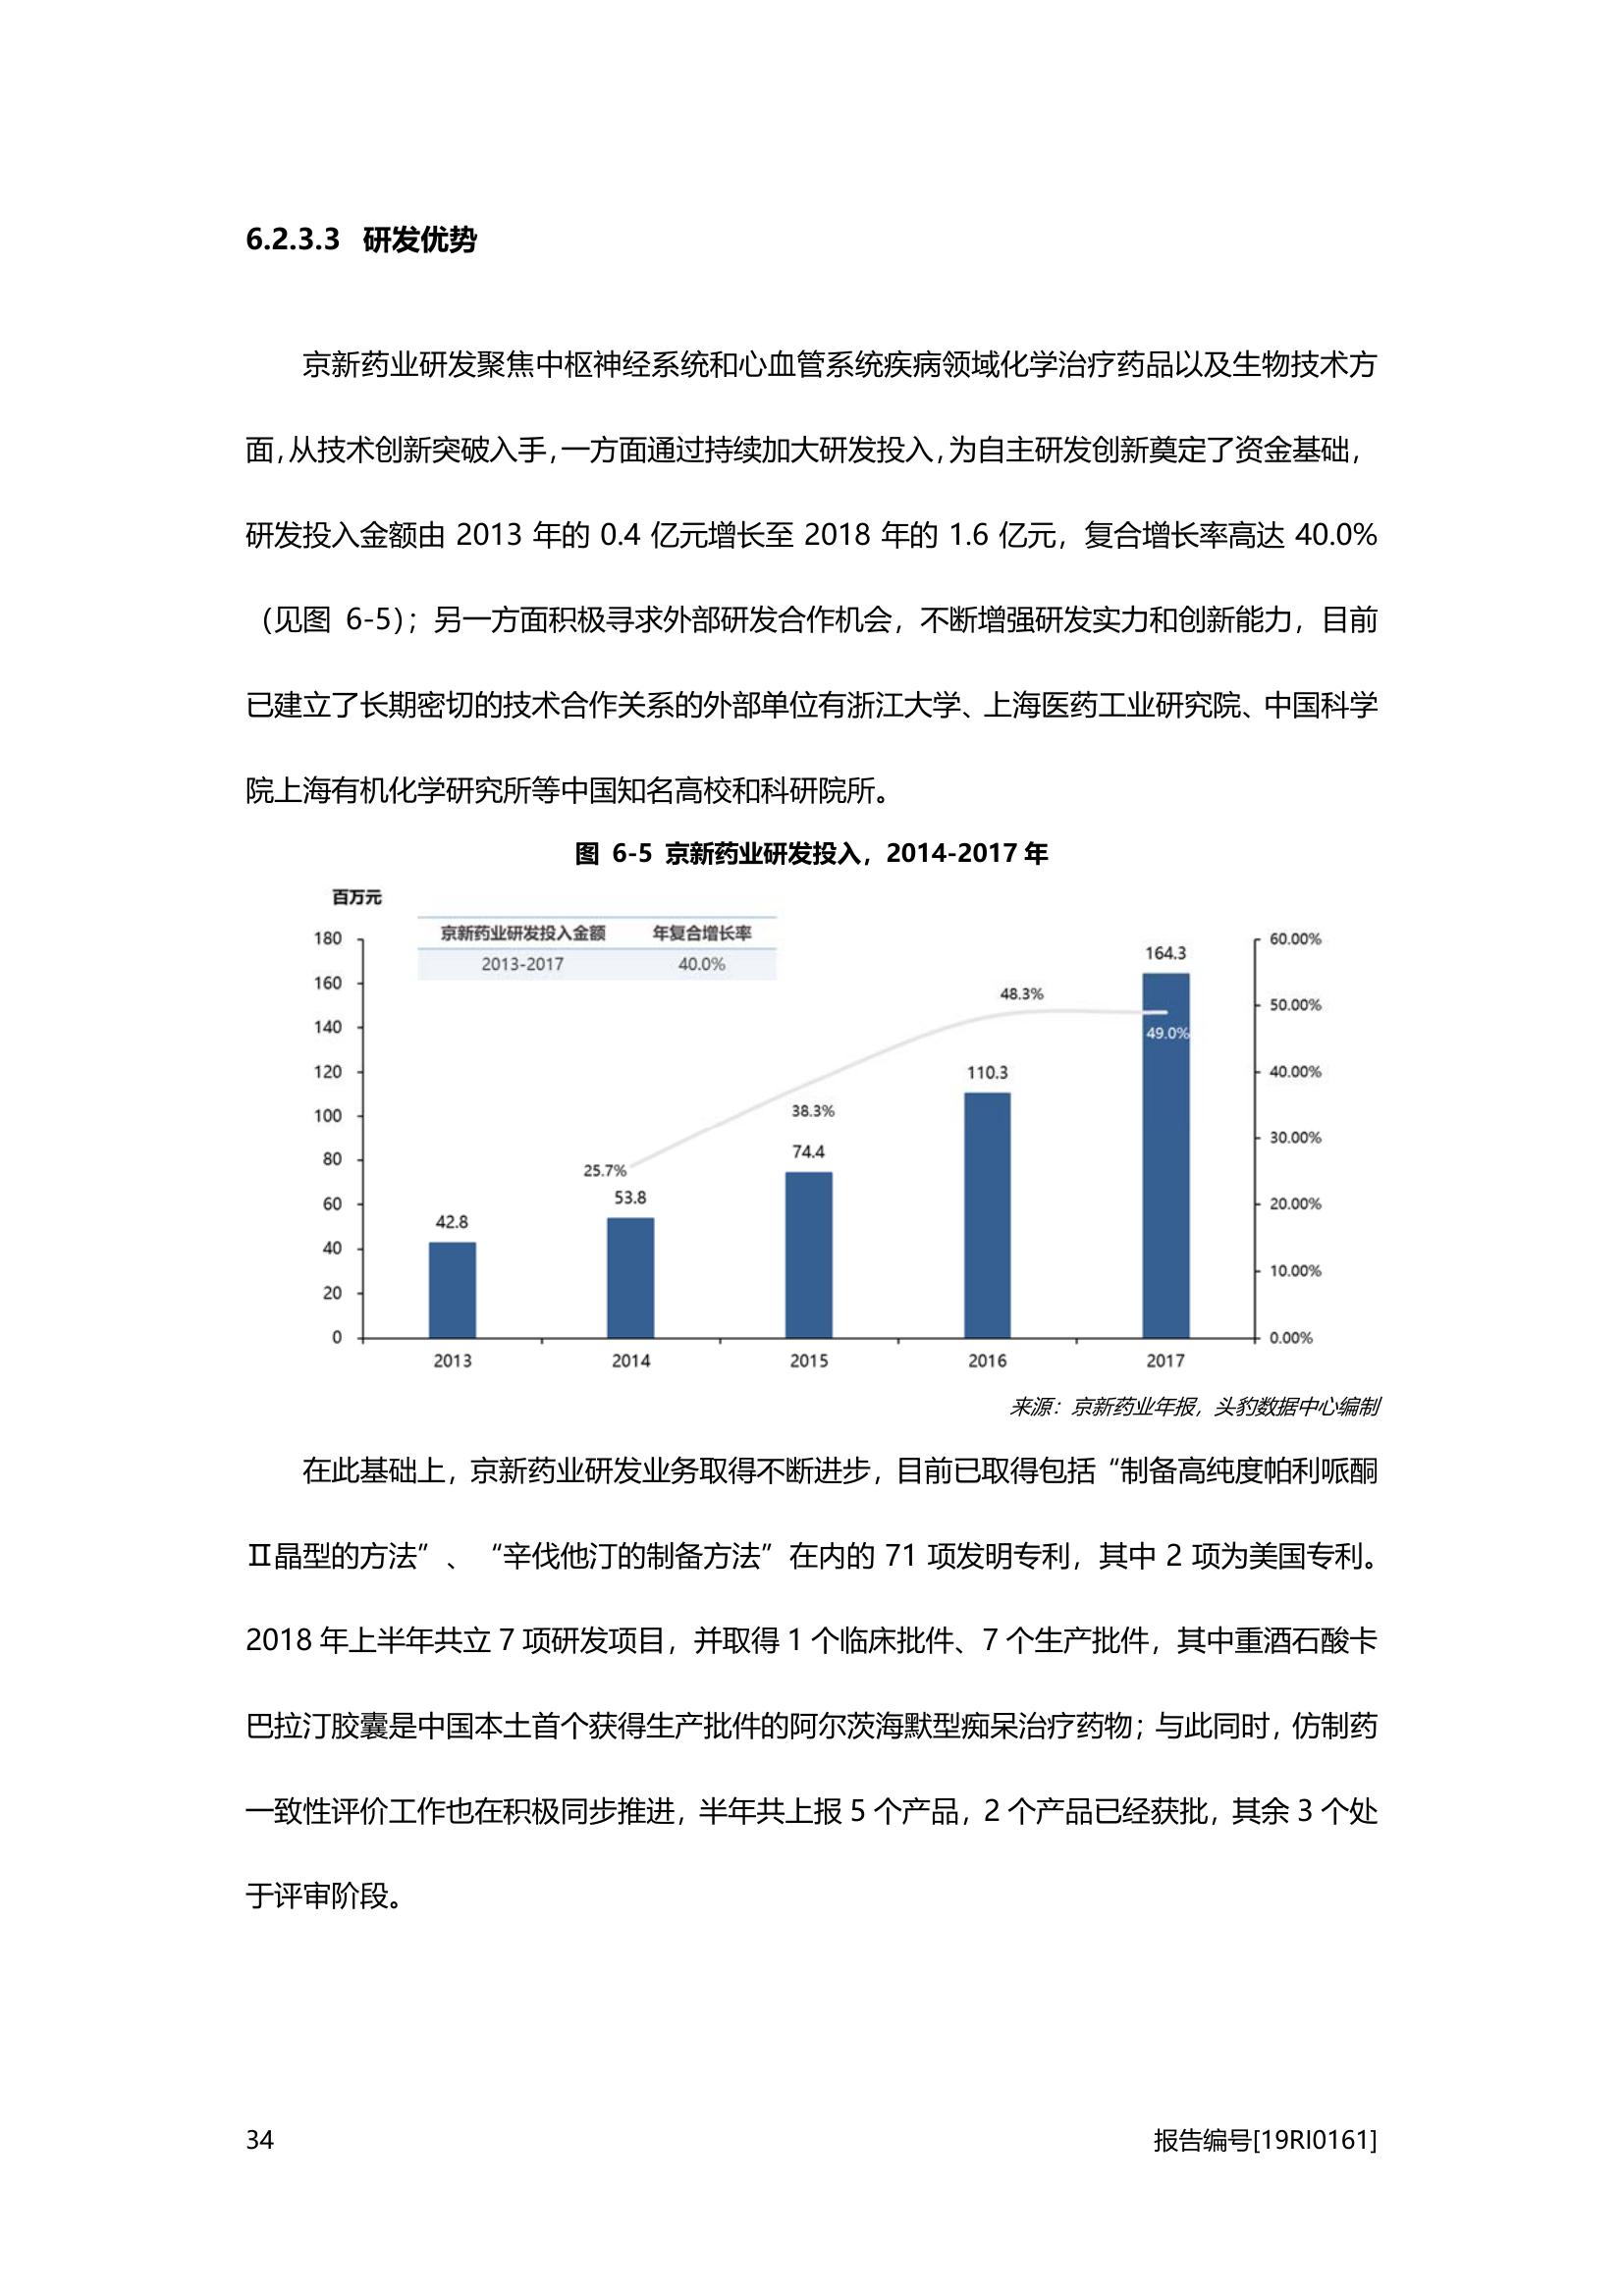 6.2.3.3 研发优势
京新药业研发聚焦中枢神经系统和心血管系统疾病领域化学治疗药品以及生物技术方
面，从技术创新突破入手，一方面通过持续加大研发投入，为自主研发创新奠定了资金基础，
研发投入金额由 2013 年的 0.4 亿元增长至 2018 年的 1.6 亿元，复合增长率高达 40.0%
（见图 6-5）；另一方面积极寻求外部研发合作机会，不断增强研发实力和创新能力，目前
已建立了长期密切的技术合作关系的外部单位有浙江大学、上海医药工业研究院、中国科学
院上海有机化学研究所等中国知名高校和科研院所。
图 6-5 京新药业研发投入，2014-2017 年
百万元
京新药业研发投入金额 年复合增长率
2013-2017 40.0%
180
160
140
120
100
80
60
40
20
0
42.8
53.8
74.4
110.3
164.3
25.7%
38.3%
48.3%
49.0%
60.00%
50.00%
40.00%
30.00%
20.00%
10.00%
0.00%
2013 2014 2015 2016 2017
来源：京新药业年报，头豹数据中心编制
在此基础上，京新药业研发业务取得不断进步，目前已取得包括“制备高纯度帕利哌酮
Ⅱ晶型的方法”、“辛伐他汀的制备方法”在内的 71 项发明专利，其中 2 项为美国专利。
2018 年上半年共立 7 项研发项目，并取得 1 个临床批件、7 个生产批件，其中重酒石酸卡
巴拉汀胶囊是中国本土首个获得生产批件的阿尔茨海默型痴呆治疗药物；与此同时，仿制药
一致性评价工作也在积极同步推进，半年共上报 5 个产品，2 个产品已经获批，其余 3 个处
于评审阶段。
34 报告编号[19RI0161]